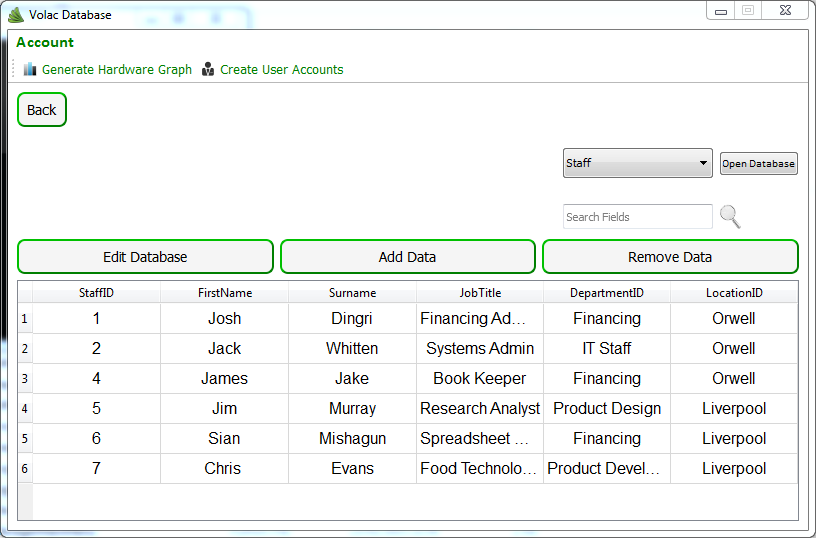 Volac Database
Account
Generate Hardware Graph Create User Accounts
Back
Staff Open Database
Search Fields
Edit Database Add Data Remove Data
StaffID FirstName Surname JobTitle DepartmentID LocationID
1 1 Josh Dingri Financing Ad... Financing Orwell
2 2 Jack Whitten Systems Admin IT Staff Orwell
3 4 James Jake Book Keeper Financing Orwell
4 5 Jim Murray Research Analyst Product Design Liverpool
5 6 Sian Mishagun Spreadsheet ... Financing Liverpool
6 7 Chris Evans Food Technolo... Product Devel... Liverpool